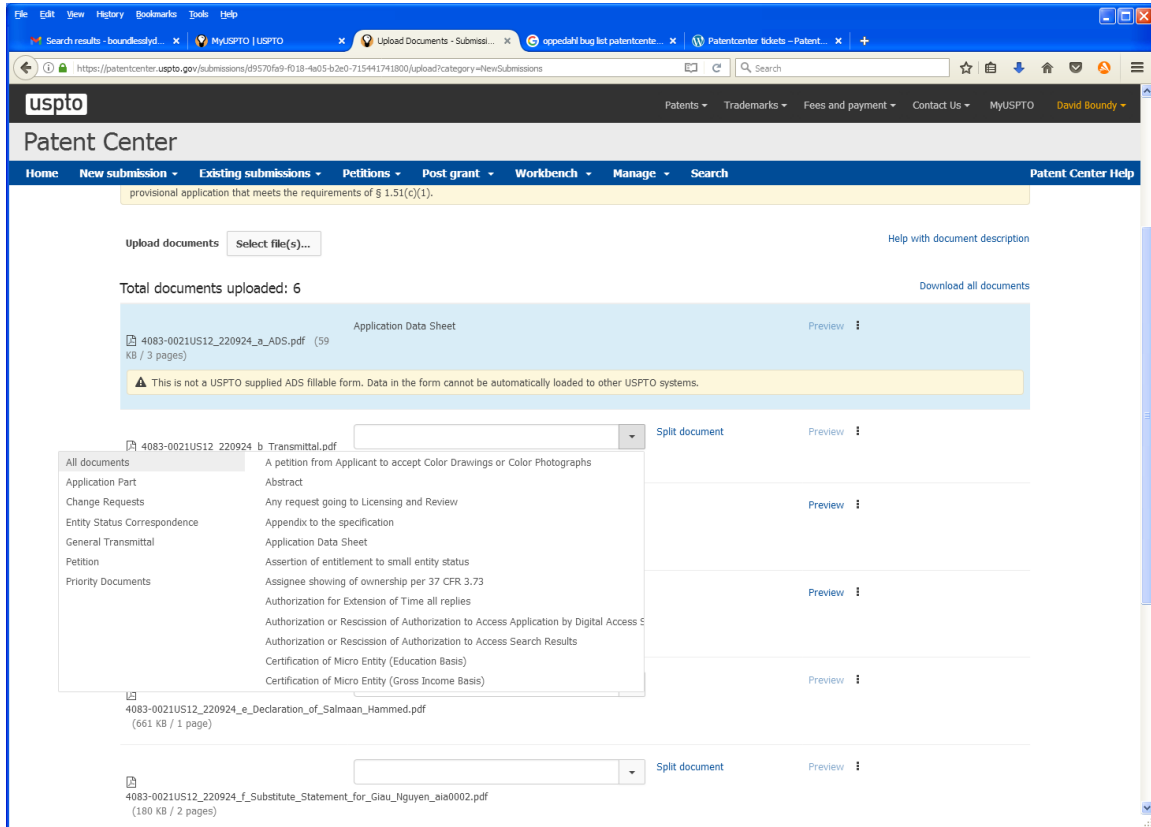 File Edit View History Bookmarks Tools Help
Search results - boundlesslyd... x MyUSPTO | USPTO x Upload Documents - Submissi... x oppedahl bug list patentcente... x Patentcenter tickets – Patent... x +
https://patentcenter.uspto.gov/submissions/d9570fa9-f018-4a05-b2e0-715441741800/upload?category=NewSubmissions Search
uspto Patents Trademarks Fees and payment Contact Us MyUSPTO David Boundy
Patent Center
Home New submission Existing submissions Petitions Post grant Workbench Manage Search Patent Center Help
provisional application that meets the requirements of § 1.51(c)(1).
Upload documents Select file(s)... Help with document description
Total documents uploaded: 6 Download all documents
Application Data Sheet Preview
4083-0021US12_220924_a_ADS.pdf (59
KB / 3 pages)
This is not a USPTO supplied ADS fillable form. Data in the form cannot be automatically loaded to other USPTO systems.
Split document Preview
4083-0021US12_220924_b_Transmittal.pdf
All documents A petition from Applicant to accept Color Drawings or Color Photographs
Application Part Abstract
Change Requests Any request going to Licensing and Review Preview
Entity Status Correspondence Appendix to the specification
General Transmittal Application Data Sheet
Petition Assertion of entitlement to small entity status
Priority Documents Assignee showing of ownership per 37 CFR 3.73
Authorization for Extension of Time all replies Preview
Authorization or Rescission of Authorization to Access Application by Digital Access S
Authorization or Rescission of Authorization to Access Search Results
Certification of Micro Entity (Education Basis)
Certification of Micro Entity (Gross Income Basis) Preview
4083-0021US12_220924_e_Declaration_of_Salmaan_Hammed.pdf
(661 KB / 1 page)
Split document Preview
4083-0021US12_220924_f_Substitute_Statement_for_Giau_Nguyen_aia0002.pdf
(180 KB / 2 pages)